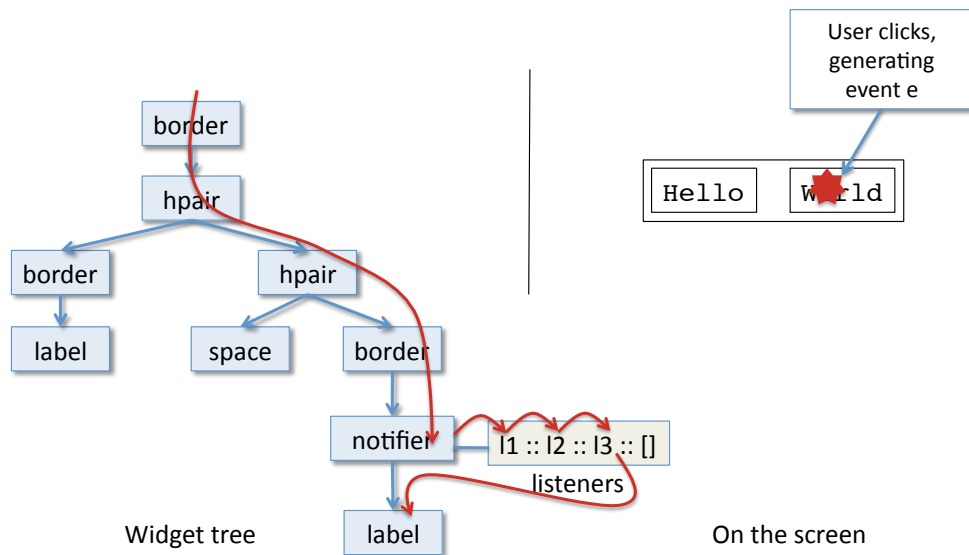 User clicks,
generating
event e
border
hpair
Hello
World
border
hpair
label
space
border
notifier
l1 :: l2 :: l3 :: []
listeners
label
Widget tree
On the screen